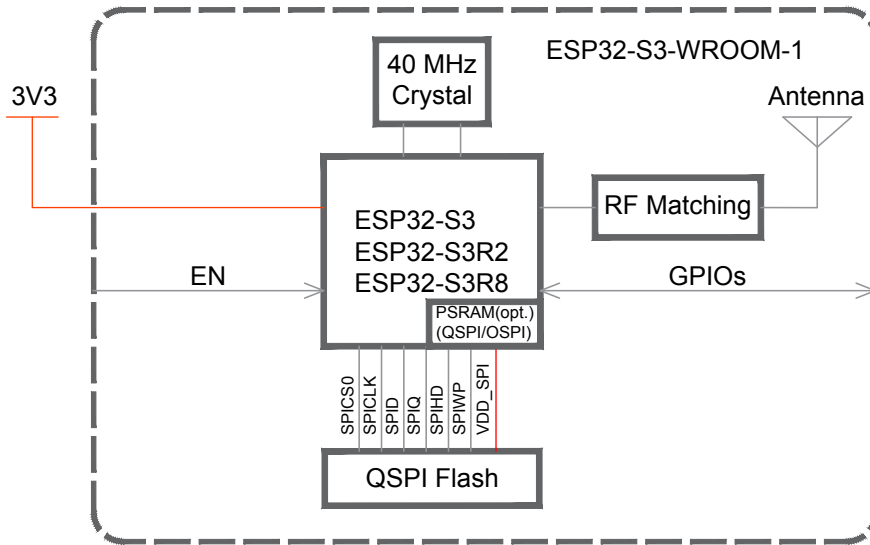 ESP32-S3-WROOM-1
40 MHz
Crystal
3V3
Antenna
RF Matching
ESP32-S3
ESP32-S3R2
ESP32-S3R8
EN
GPIOs
PSRAM(opt.)
(QSPI/OSPI)
SPICS0
SPICLK
SPID
SPIQ
SPIHD
SPIWP
VDD_SPI
QSPI Flash